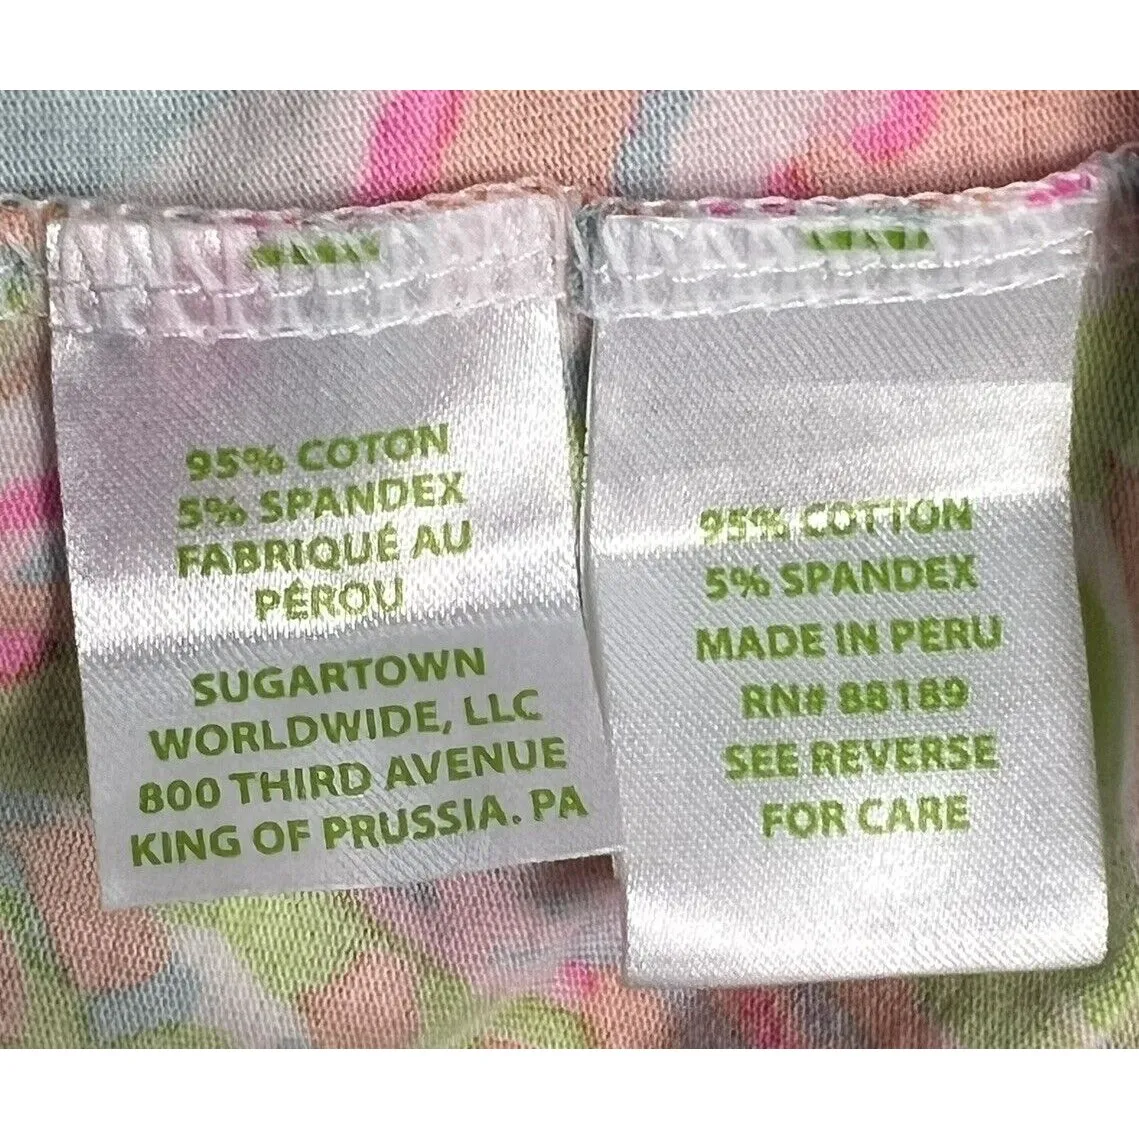 95% COTON
5% SPANDEX
FABRIQUÉ AU
PÉROU
SUGARTOWN
WORLDWIDE, LLC
800 THIRD AVENUE
KING OF PRUSSIA. PA
95% COTTON
5% SPANDEX
MADE IN PERU
RN# 88189
SEE REVERSE
FOR CARE